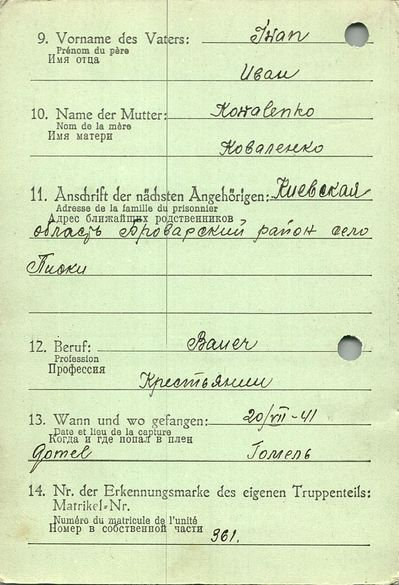 9. Vorname des Vaters: Iwan
Prénom du père
Имя отца
Иван
10. Name der Mutter: Kowalenko
Nom de la mère
Имя матери
Коваленко
11. Anschrift der nächsten Angehörigen: Киевская
Adresse de la famille du prisonnier
Адрес ближайших родственников
область Броварский район село
12. Beruf: Bauer
Profession
Профессия
Крестьянин
13. Wann und wo gefangen: 20/VII-41
Date et lieu de la capture
Когда и где попал в плен
Gomel Гомель
14. Nr. der Erkennungsmarke des eigenen Truppenteils:
Matrikel-Nr.
Numéro du matricule de l'unité
Номер в собственной части 961.